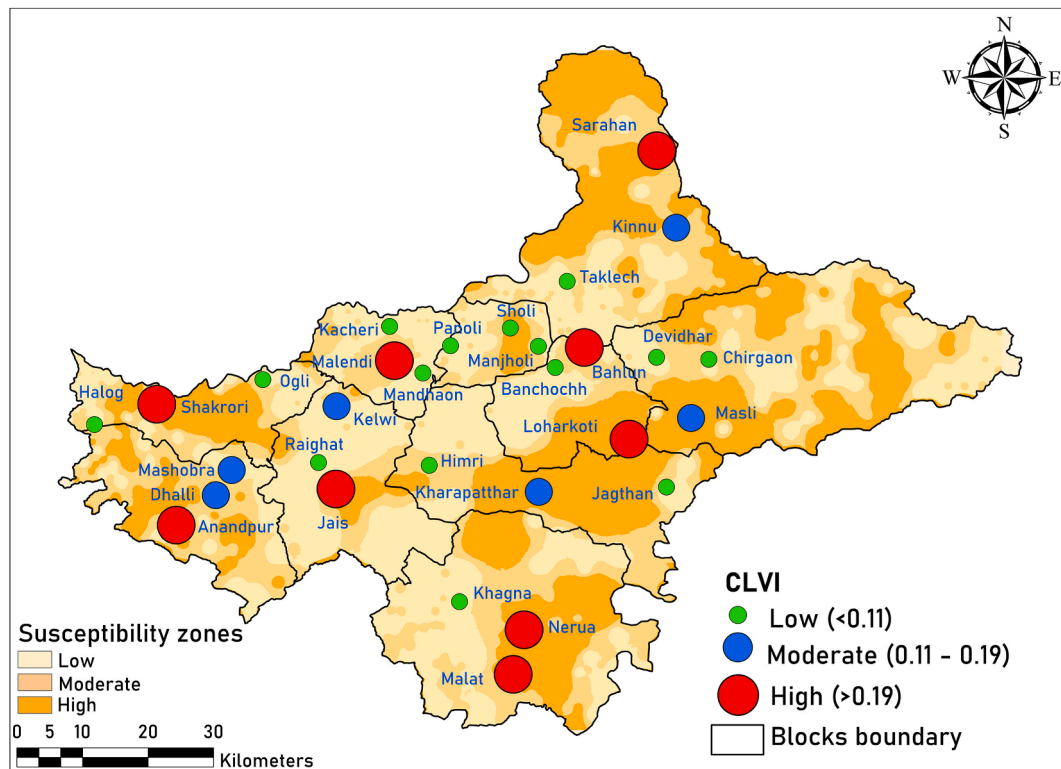 N
W E
S
Sarahan
Kinnu
Taklech
Sholi
Kacheri
Papoli
Devidhar
Malendi
Manjholi
Bahlun
Chirgaon
Ogli
Mandhaon
Banchochh
Halog
Shakrori
Kelwi
Loharkoti
Masli
Raighat
Mashobra
Himri
Dhalli
Kharapatthar
Jagthan
Anandpur
Jais
Khagna
Nerua
Malat
CLVI
Low (<0.11)
Moderate (0.11 - 0.19)
High (>0.19)
Blocks boundary
Susceptibility zones
Low
Moderate
High
0 5 10 20 30
Kilometers